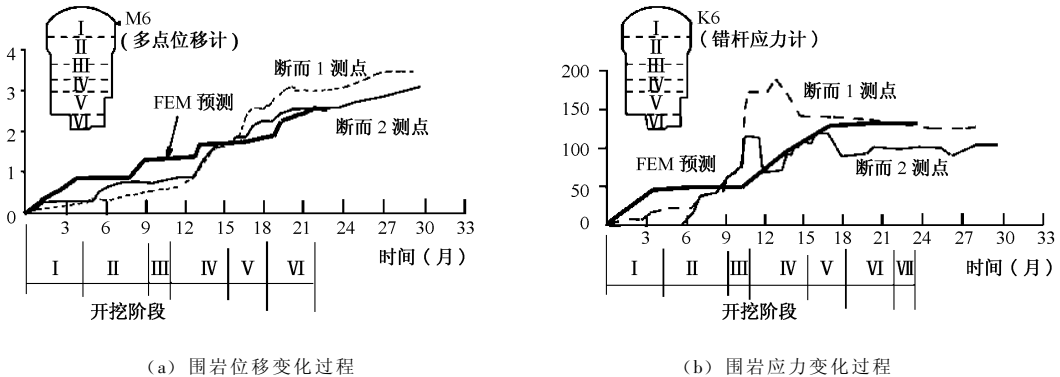 M6
(多点位移计)
I
II
III
IV
V
VI
4
3
2
1
0
断而 1 测点
FEM 预测
断而 2 测点
3 6 9 12 15 18 21 24 27 30 33
时间(月)
I II III IV V VI
开挖阶段
(a) 围岩位移变化过程
K6
(错杆应力计)
I
II
III
IV
V
VI
200
150
100
50
0
断而 1 测点
FEM 预测
断而 2 测点
3 6 9 12 15 18 21 24 27 30 33
时间(月)
I II III IV V VI VII
开挖阶段
(b) 围岩应力变化过程